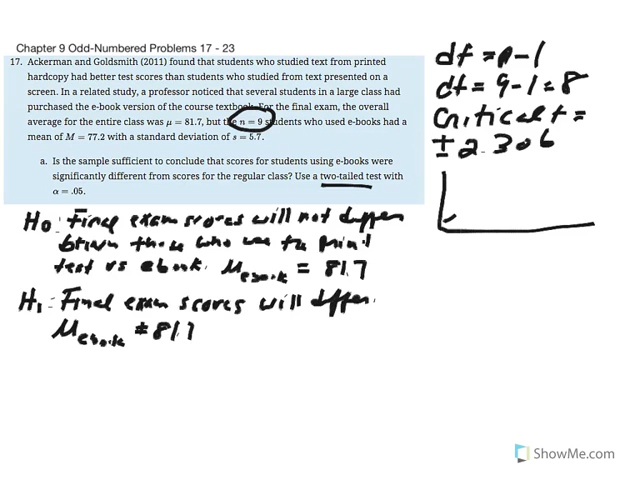 Chapter 9 Odd-Numbered Problems 17 - 23
17. Ackerman and Goldsmith (2011) found that students who studied text from printed
hardcopy had better test scores than students who studied from text presented on a
screen. In a related study, a professor noticed that several students in a large class had
purchased the e-book version of the course textbook. For the final exam, the overall
average for the entire class was μ = 81.7, but the n = 9 students who used e-books had a
mean of M = 77.2 with a standard deviation of s = 5.7.
a. Is the sample sufficient to conclude that scores for students using e-books were
significantly different from scores for the regular class? Use a two-tailed test with
α = .05.
H0: Final exam scores will not differ
who
test vs ebook. μebook = 81.7
H1: Final exam scores will differ.
μebook ≠ 81.7
df = n - 1
df = 9 - 1 = 8
Critical t =
± 2.306
ShowMe.com